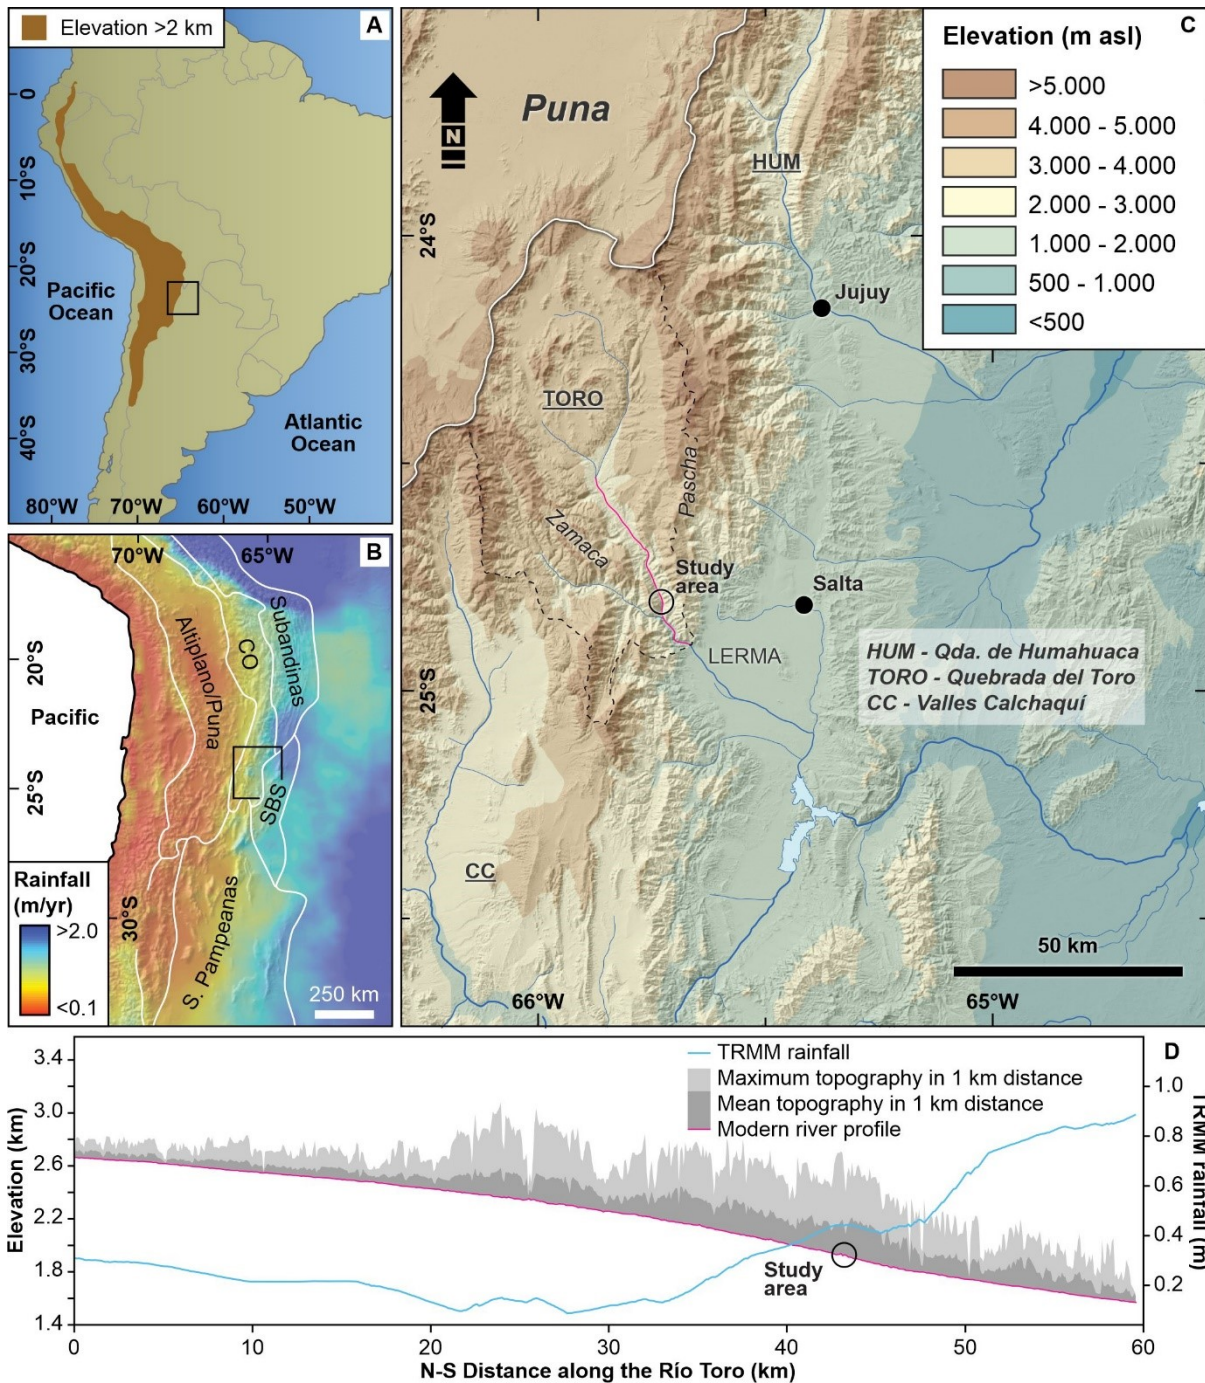 Elevation >2 km
A
0
10°S
20°S
30°S
40°S
Pacific
Ocean
Atlantic
Ocean
80°W
70°W
60°W
50°W
B
70°W
65°W
20°S
25°S
30°S
Pacific
Altiplano/Puna
CO
Subandinas
SBS
S. Pampeanas
Rainfall
(m/yr)
>2.0
<0.1
250 km
C
Elevation (m asl)
>5.000
4.000 - 5.000
3.000 - 4.000
2.000 - 3.000
1.000 - 2.000
500 - 1.000
<500
N
Puna
HUM
24°S
Jujuy
TORO
Pascha
Zamaca
Study
area
Salta
LERMA
25°S
HUM - Qda. de Humahuaca
TORO - Quebrada del Toro
CC - Valles Calchaquí
CC
50 km
66°W
65°W
D
TRMM rainfall
Maximum topography in 1 km distance
Mean topography in 1 km distance
Modern river profile
Elevation (km)
3.4
3.0
2.6
2.2
1.8
1.4
TRMM rainfall (m)
1.0
0.8
0.6
0.4
0.2
Study
area
0
10
20
30
40
50
60
N-S Distance along the Río Toro (km)